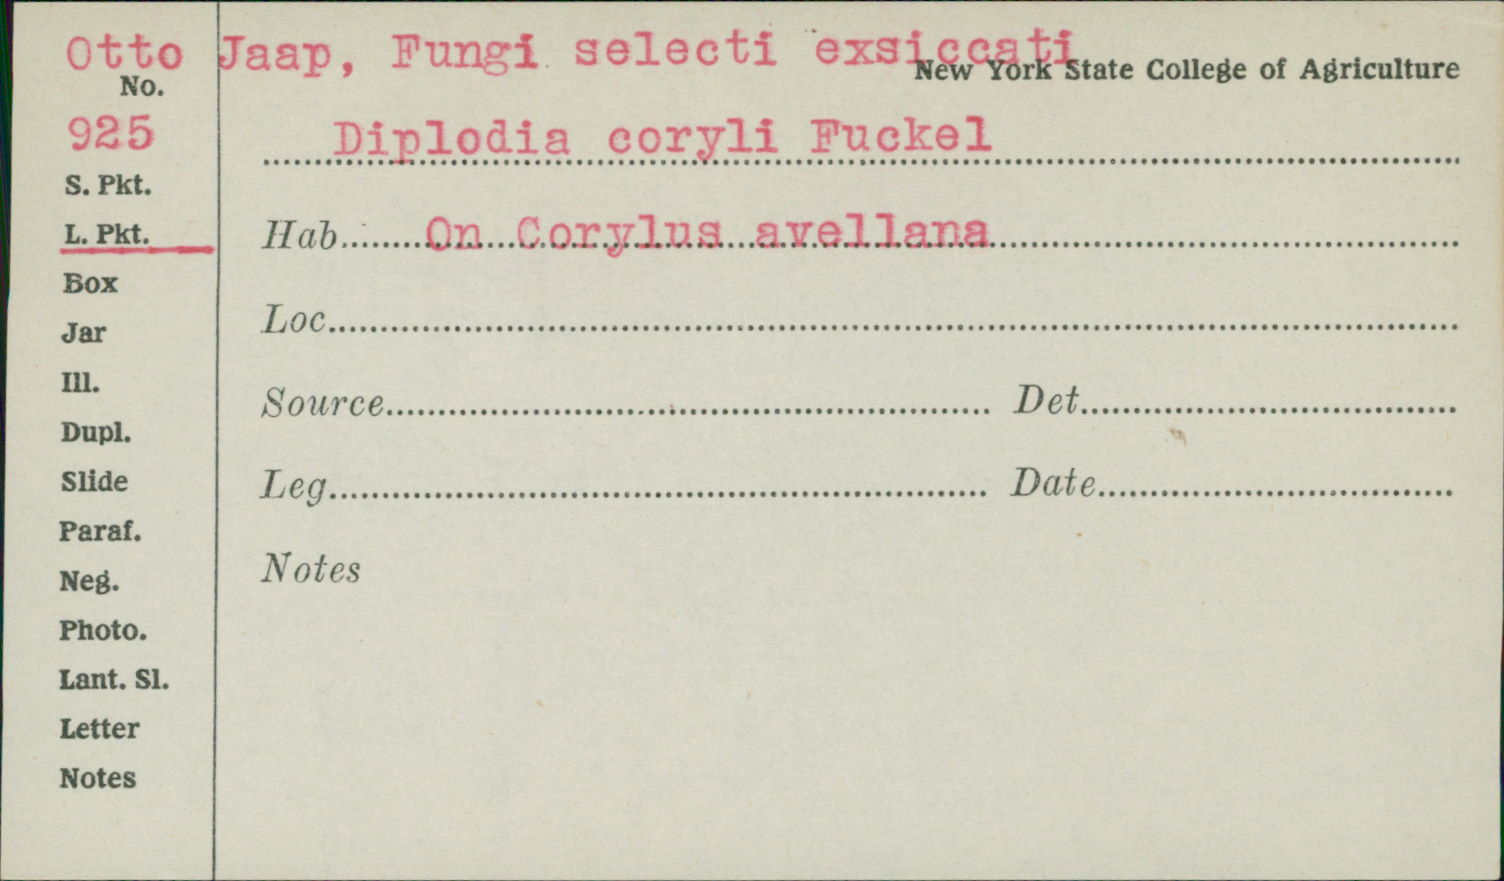 Otto Jaap, Fungi selecti exsiccati
New York State College of Agriculture
No.
925
Diplodia coryli Fuckel
S. Pkt.
L. Pkt.
Hab. On Corylus avellana
Box
Loc.
Jar
Ill.
Source Det.
Dupl.
Slide
Leg. Date
Paraf.
Notes
Neg.
Photo.
Lant. Sl.
Letter
Notes